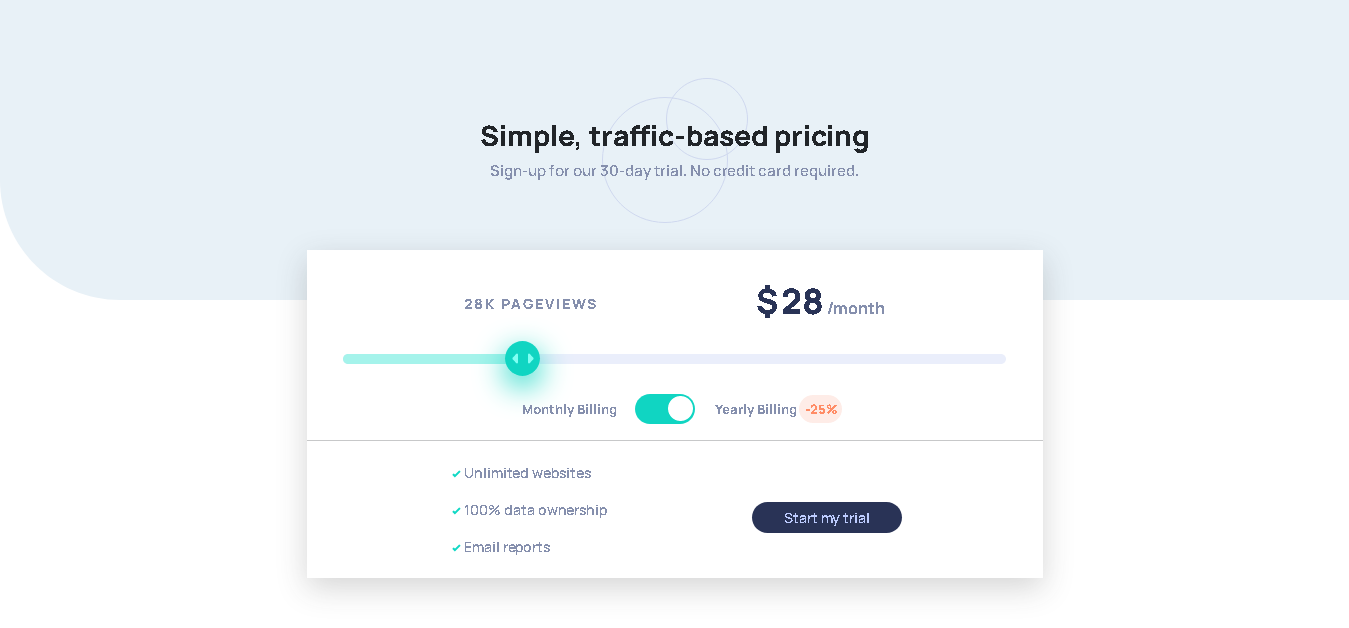 Simple, traffic-based pricing
Sign-up for our 30-day trial. No credit card required.
28K PAGEVIEWS
$28 /month
Monthly Billing
Yearly Billing -25%
Unlimited websites
100% data ownership
Email reports
Start my trial